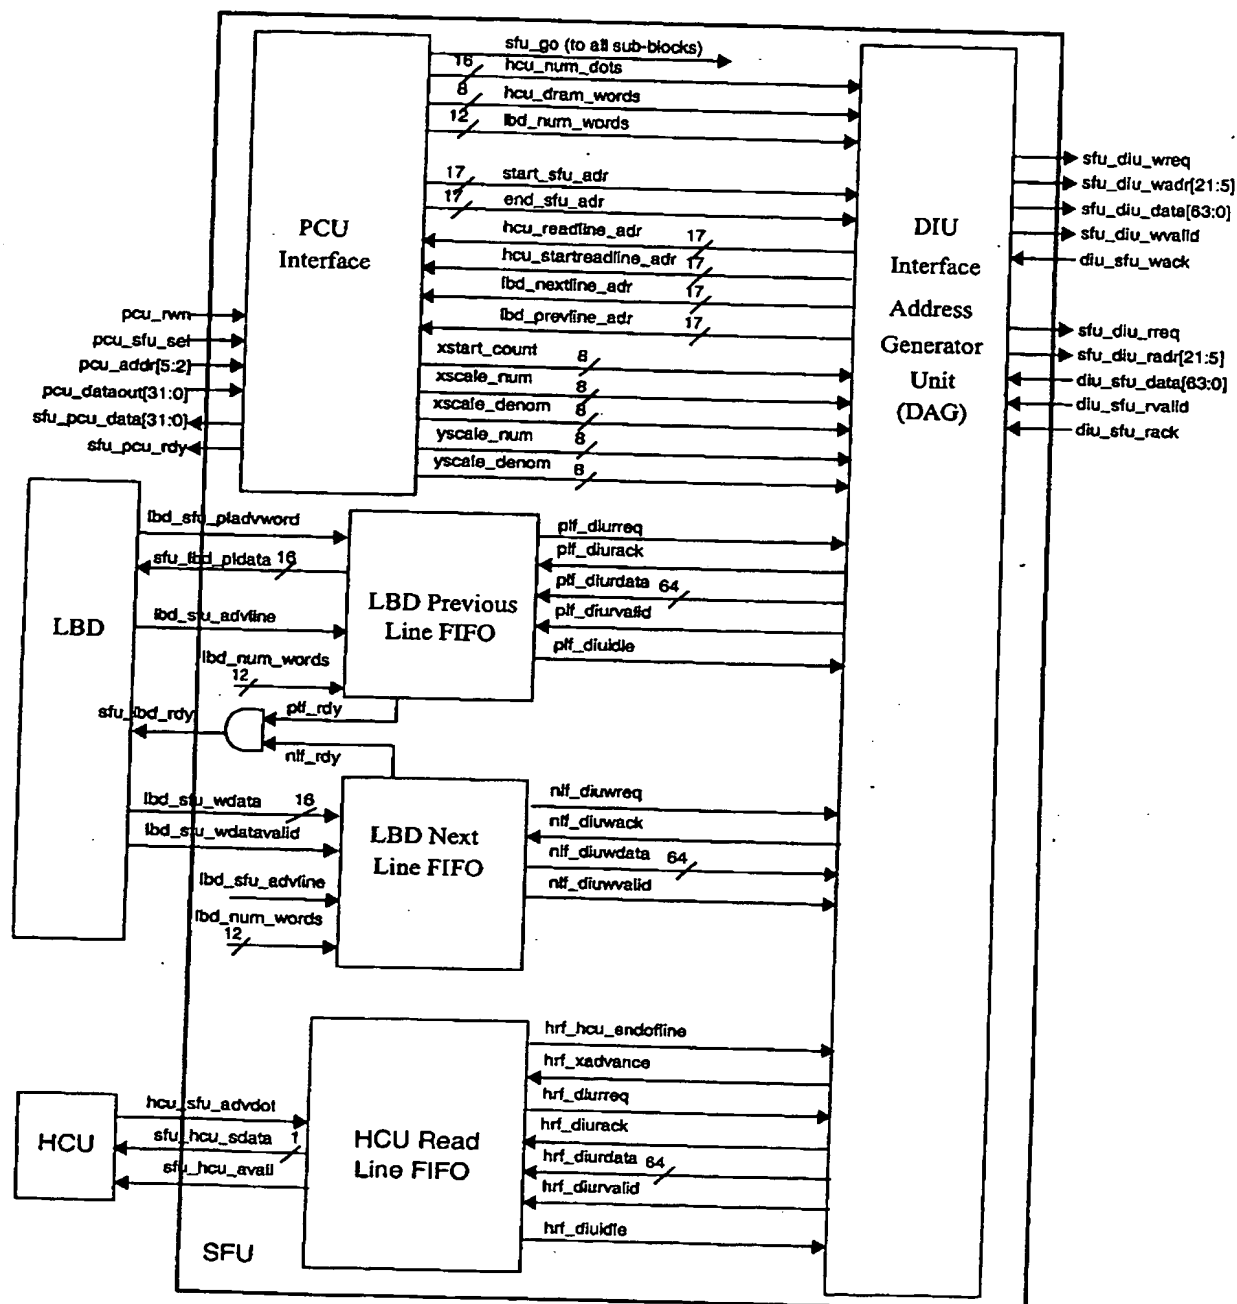 sfu_go (to all sub-blocks)
16
hcu_num_dots
8
hcu_dram_words
12
lbd_num_words
17
start_sfu_adr
17
end_sfu_adr
hcu_readline_adr
17
hcu_startreadline_adr
17
lbd_nextline_adr
17
lbd_prevline_adr
17
xstart_count
8
xscale_num
8
xscale_denom
8
yscale_num
8
yscale_denom
8
PCU
Interface
pcu_rwn
pcu_sfu_sel
pcu_addr[5:2]
pcu_dataout[31:0]
sfu_pcu_data[31:0]
sfu_pcu_rdy
DIU
Interface
Address
Generator
Unit
(DAG)
sfu_diu_wreq
sfu_diu_wadr[21:5]
sfu_diu_data[63:0]
sfu_diu_wvalid
diu_sfu_wack
sfu_diu_rreq
sfu_diu_radr[21:5]
diu_sfu_data[63:0]
diu_sfu_rvalid
diu_sfu_rack
LBD
lbd_sfu_pladvword
sfu_lbd_pldata
16
lbd_sfu_advline
lbd_num_words
12
LBD Previous
Line FIFO
plf_diurreq
plf_diurack
plf_diurdata
64
plf_diurvalid
plf_diuidle
sfu_lbd_rdy
plf_rdy
nlf_rdy
lbd_sfu_wdata
16
lbd_sfu_wdatavalid
lbd_sfu_advline
lbd_num_words
12
LBD Next
Line FIFO
nlf_diuwreq
nlf_diuwack
nlf_diuwdata
64
nlf_diuwvalid
HCU
hcu_sfu_advdot
sfu_hcu_sdata
1
sfu_hcu_avail
HCU Read
Line FIFO
hrf_hcu_endofline
hrf_xadvance
hrf_diurreq
hrf_diurack
hrf_diurdata
64
hrf_diurvalid
hrf_diuidle
SFU